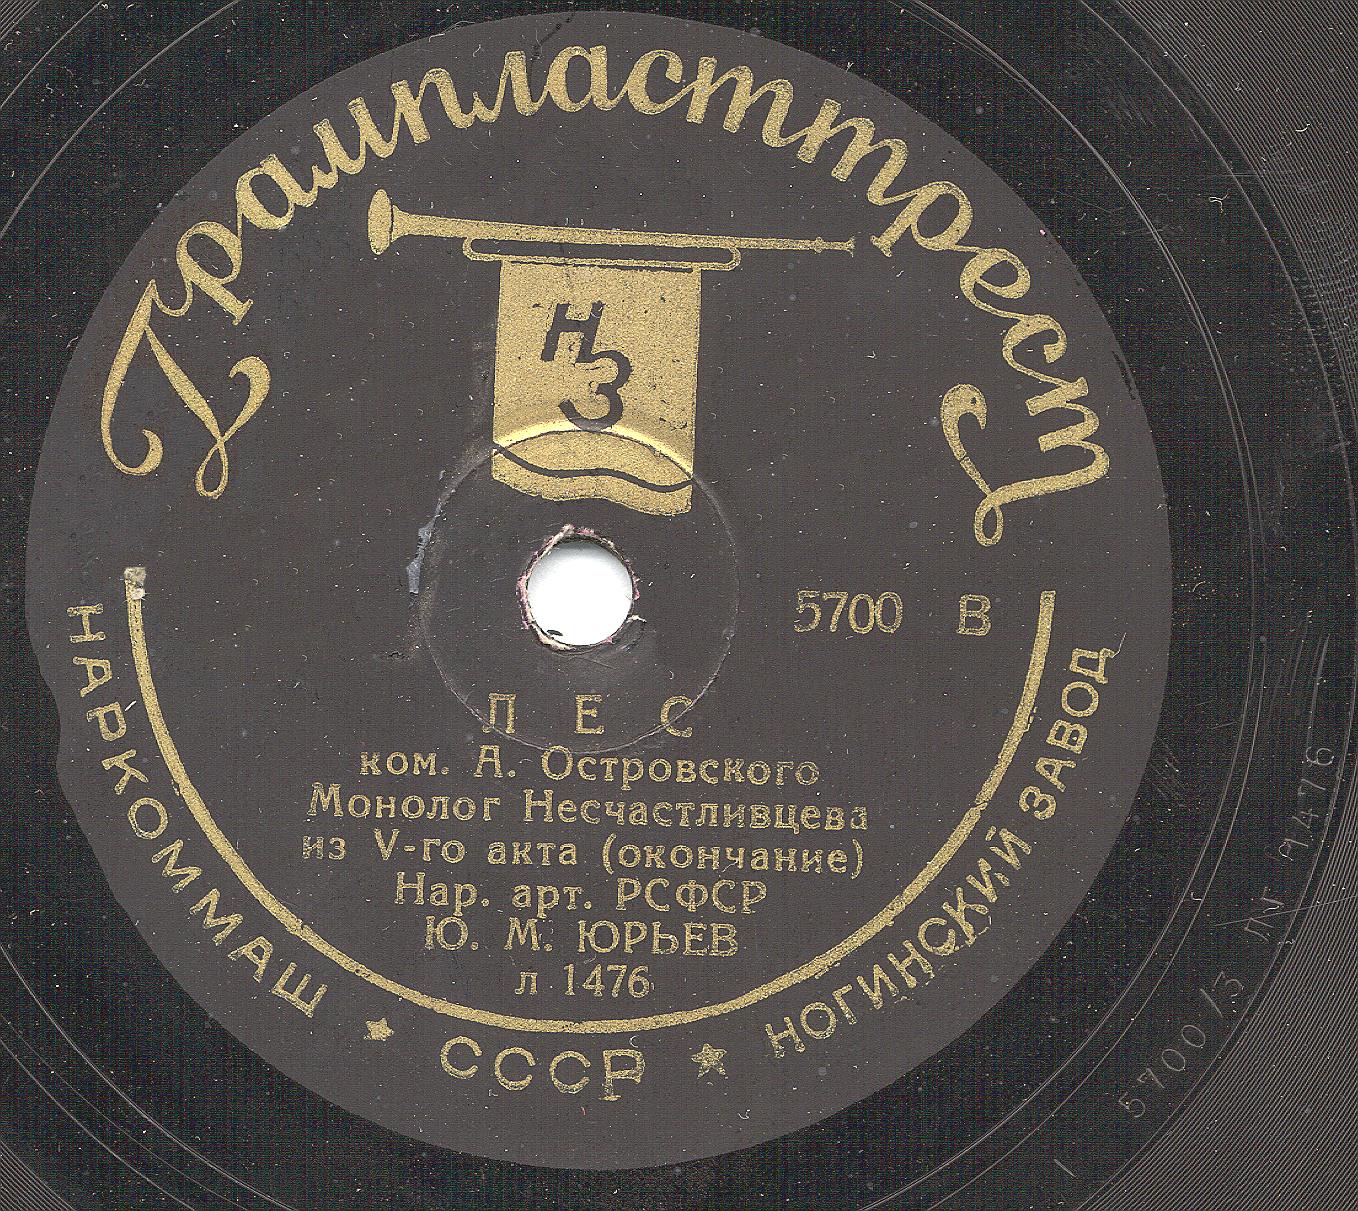 Грампласттрест
НЗ
5700 В
ЛЕС
ком. А. Островского
Монолог Несчастливцева
из V-го акта (окончание)
Нар. арт. РСФСР
Ю. М. ЮРЬЕВ
л 1476
НАРКОММАШ ★ СССР ★ НОГИНСКИЙ ЗАВОД
5700/3